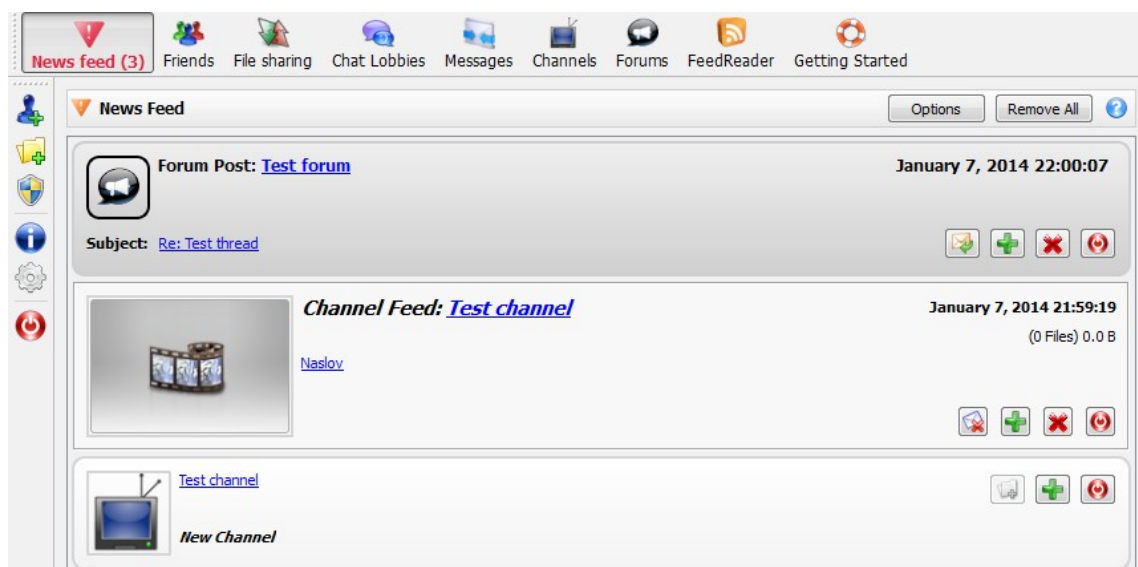 News feed (3) Friends File sharing Chat Lobbies Messages Channels Forums FeedReader Getting Started
News Feed Options Remove All
Forum Post: Test forum January 7, 2014 22:00:07
Subject: Re: Test thread
Channel Feed: Test channel January 7, 2014 21:59:19
(0 Files) 0.0 B
Naslov
Test channel
New Channel